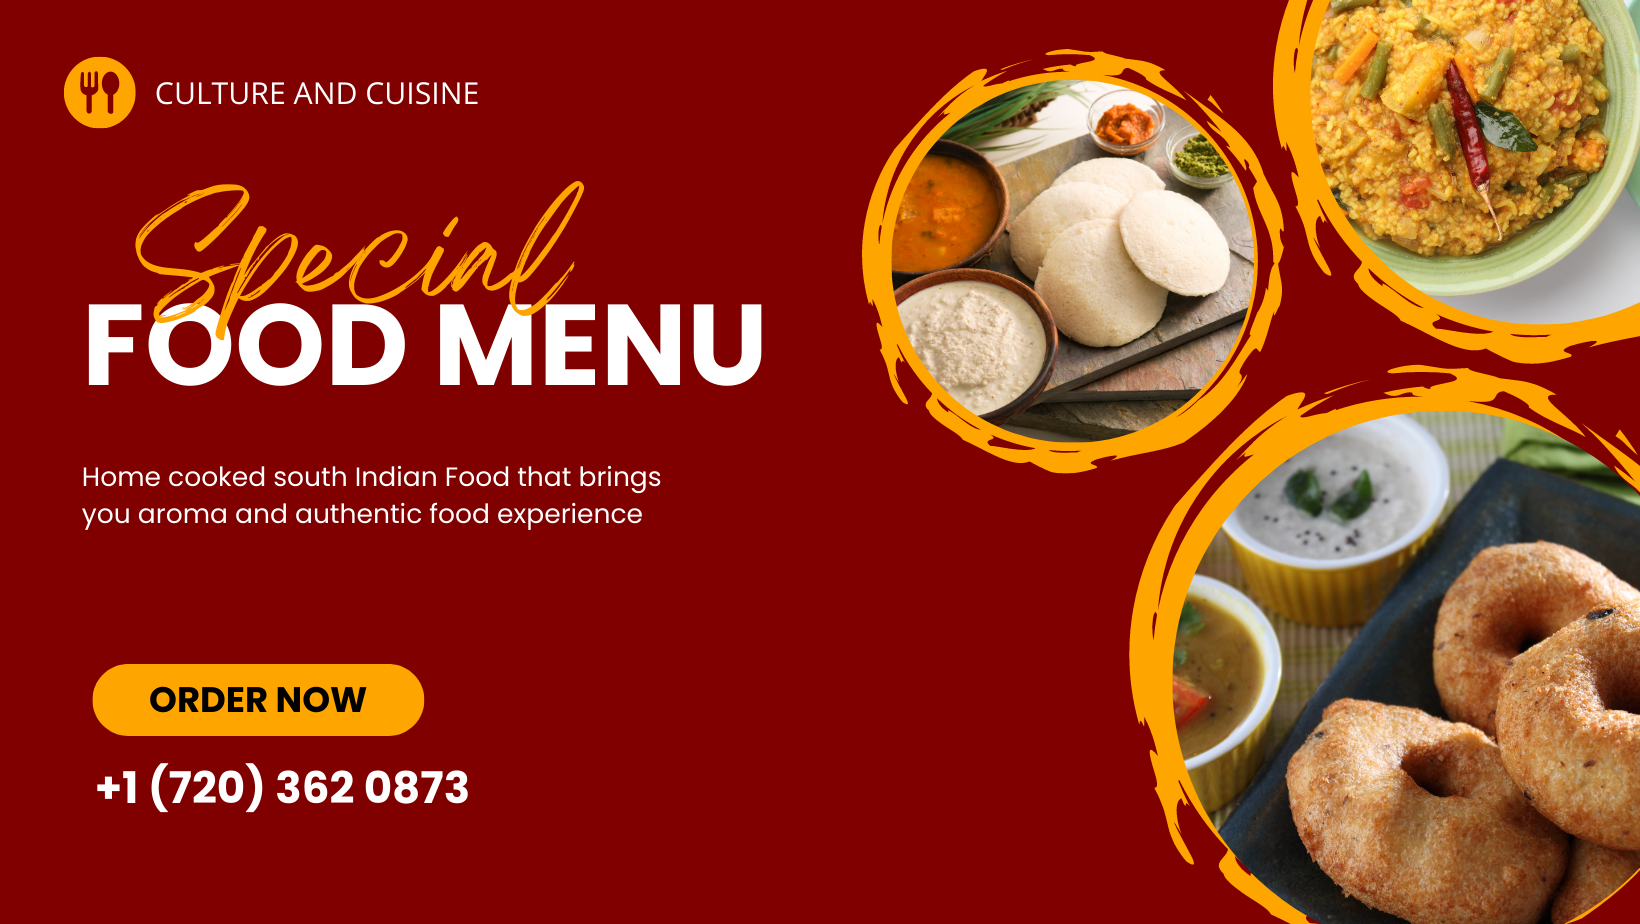 CULTURE AND CUISINE
Special
FOOD MENU
Home cooked south Indian Food that brings
you aroma and authentic food experience
ORDER NOW
+1 (720) 362 0873